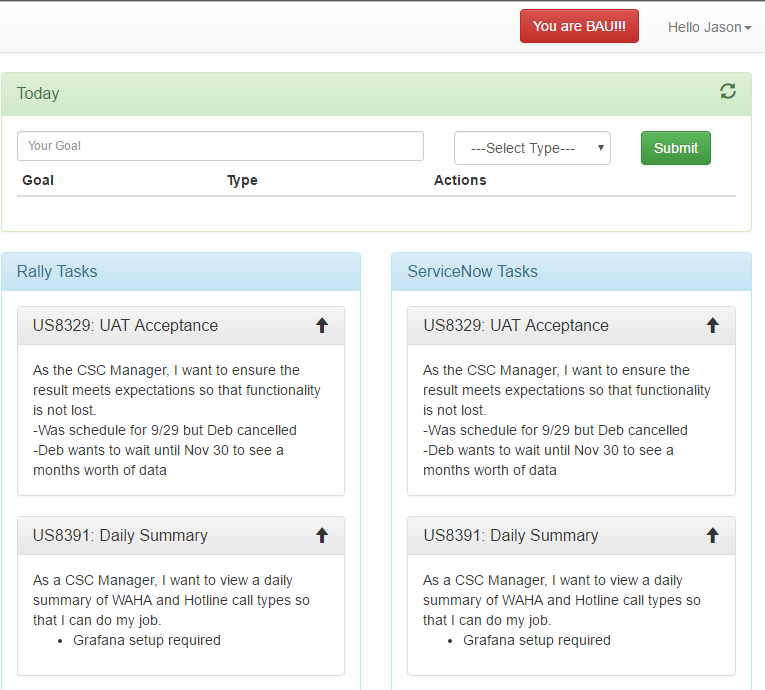 You are BAU!!! Hello Jason
Today
Your Goal ---Select Type--- Submit
Goal Type Actions
Rally Tasks
US8329: UAT Acceptance
As the CSC Manager, I want to ensure the
result meets expectations so that functionality
is not lost.
-Was schedule for 9/29 but Deb cancelled
-Deb wants to wait until Nov 30 to see a
months worth of data
US8391: Daily Summary
As a CSC Manager, I want to view a daily
summary of WAHA and Hotline call types so
that I can do my job.
• Grafana setup required
ServiceNow Tasks
US8329: UAT Acceptance
As the CSC Manager, I want to ensure the
result meets expectations so that functionality
is not lost.
-Was schedule for 9/29 but Deb cancelled
-Deb wants to wait until Nov 30 to see a
months worth of data
US8391: Daily Summary
As a CSC Manager, I want to view a daily
summary of WAHA and Hotline call types so
that I can do my job.
• Grafana setup required